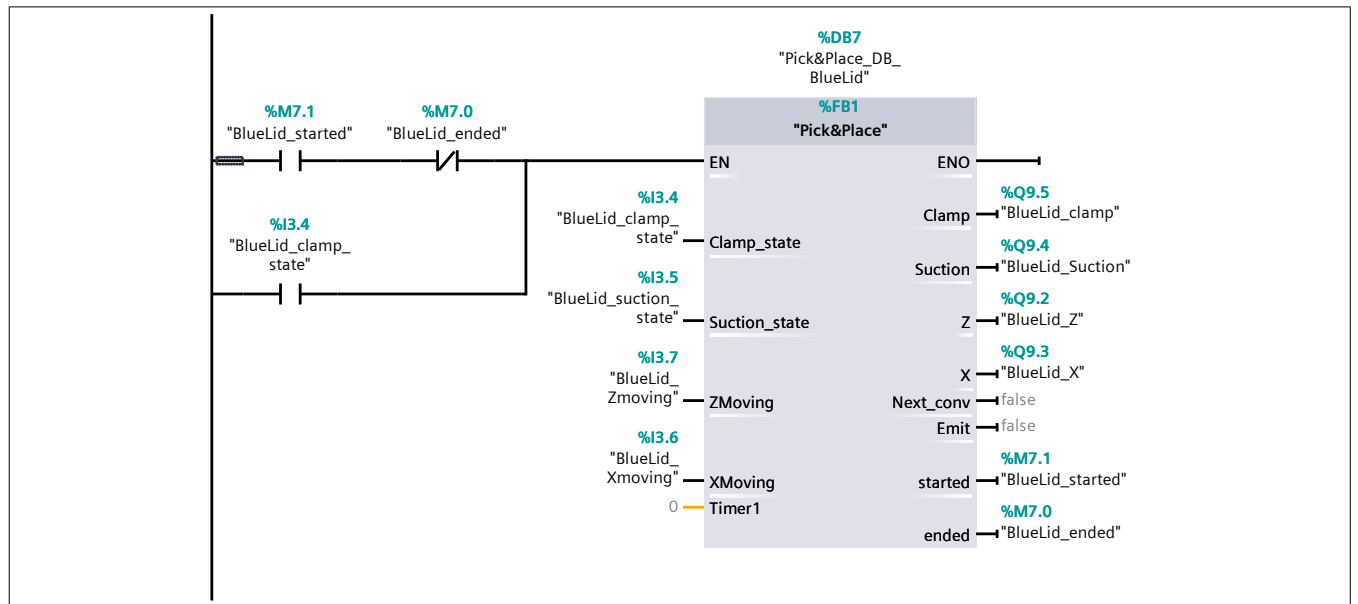 %DB7
"Pick&Place_DB_
BlueLid"
%M7.1
"BlueLid_started"
%M7.0
"BlueLid_ended"
%FB1
"Pick&Place"
EN
ENO
%I3.4
"BlueLid_clamp_
state"
%I3.4
"BlueLid_clamp_
state"
Clamp_state
%I3.5
"BlueLid_suction_
state"
Suction_state
%I3.7
"BlueLid_
Zmoving"
ZMoving
%I3.6
"BlueLid_
Xmoving"
XMoving
0
Timer1
Clamp
%Q9.5
"BlueLid_clamp"
Suction
%Q9.4
"BlueLid_Suction"
Z
%Q9.2
"BlueLid_Z"
X
%Q9.3
"BlueLid_X"
Next_conv
false
Emit
false
started
%M7.1
"BlueLid_started"
ended
%M7.0
"BlueLid_ended"